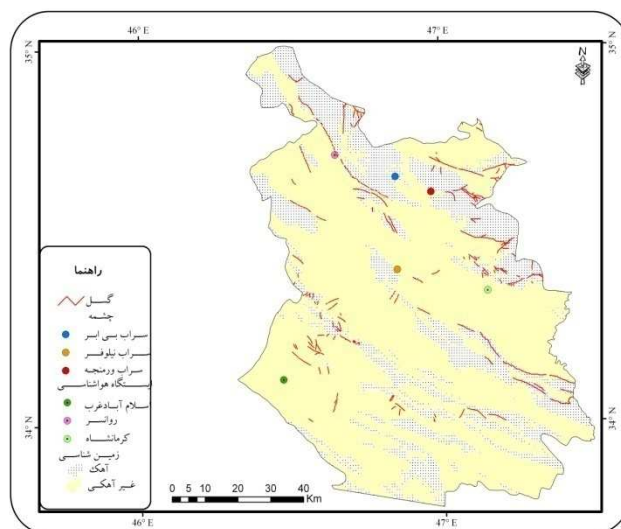 46° E
47° E
35° N
35° N
N
راهنما
گسل
چشمه
سراب بی ابر
سراب نیلوفر
سراب ورمنجه
ایستگاه هواشناسی
اسلام آبادغرب
روانسر
کرمانشاه
زمین شناسی
آهک
غیر آهکی
34° N
34° N
0 5 10 20 30 40
Km
46° E
47° E